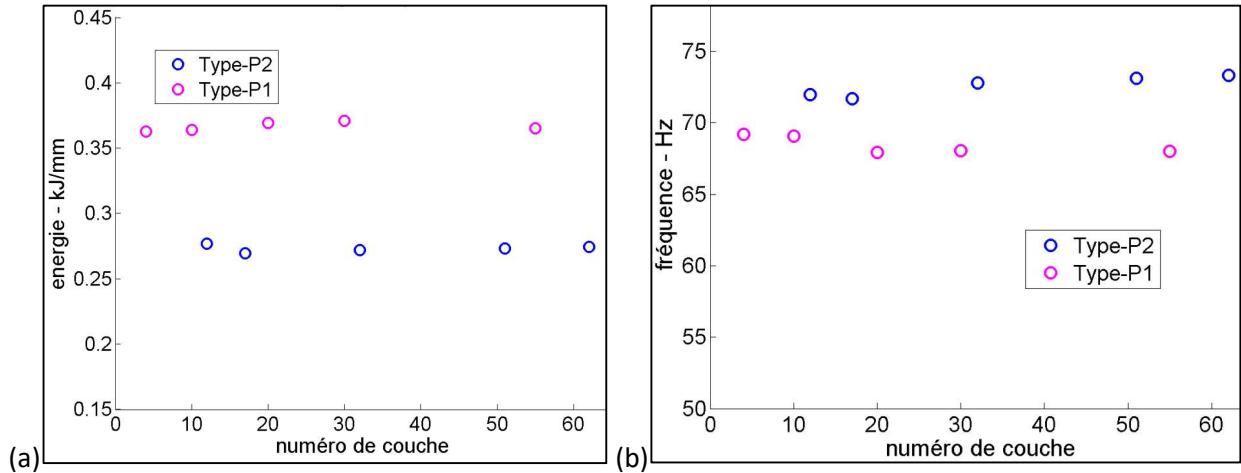 0.45
0.4
0.35
0.3
0.25
0.2
0.15
energie - kJ/mm
Type-P2
Type-P1
0 10 20 30 40 50 60
numéro de couche
(a)
75
70
65
60
55
50
fréquence - Hz
Type-P2
Type-P1
0 10 20 30 40 50 60
numéro de couche
(b)